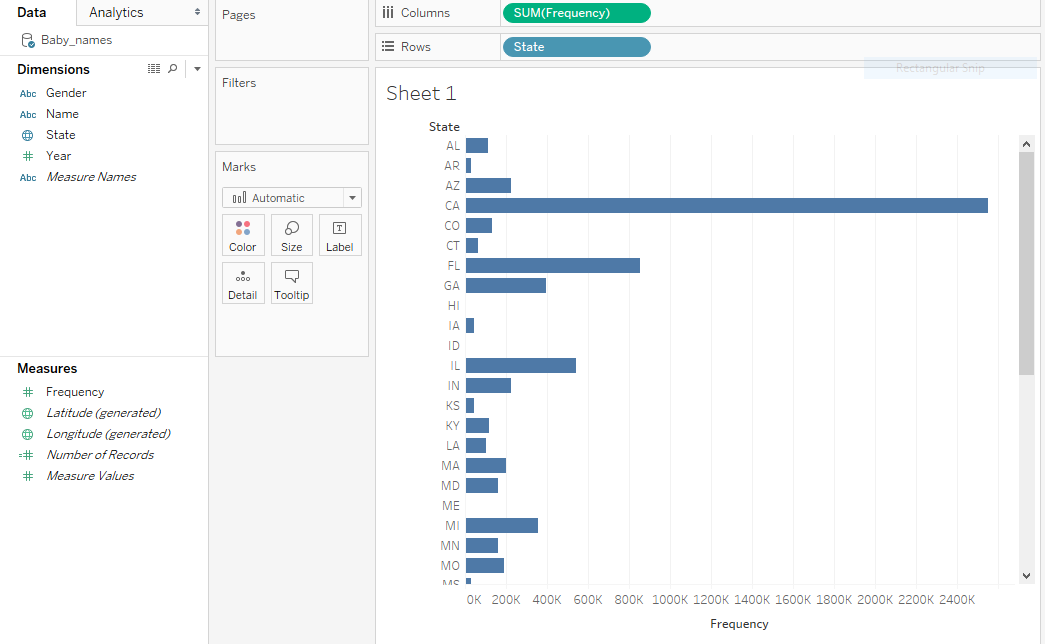 Data
Analytics
Baby_names
Dimensions
Abc Gender
Abc Name
State
Year
Abc Measure Names
Measures
Frequency
Latitude (generated)
Longitude (generated)
Number of Records
Measure Values
Pages
Filters
Marks
Automatic
Color Size Label
Detail Tooltip
Columns SUM(Frequency)
Rows State
Rectangular Snip
Sheet 1
State
AL
AR
AZ
CA
CO
CT
FL
GA
HI
IA
ID
IL
IN
KS
KY
LA
MA
MD
ME
MI
MN
MO
MS
0K 200K 400K 600K 800K 1000K 1200K 1400K 1600K 1800K 2000K 2200K 2400K
Frequency